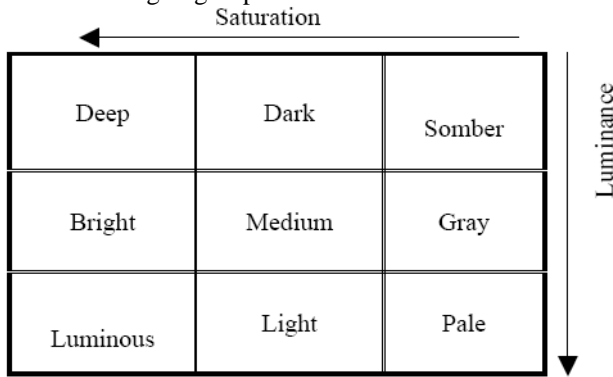 Saturation
Deep
Dark
Somber
Luminance
Bright
Medium
Gray
Luminous
Light
Pale